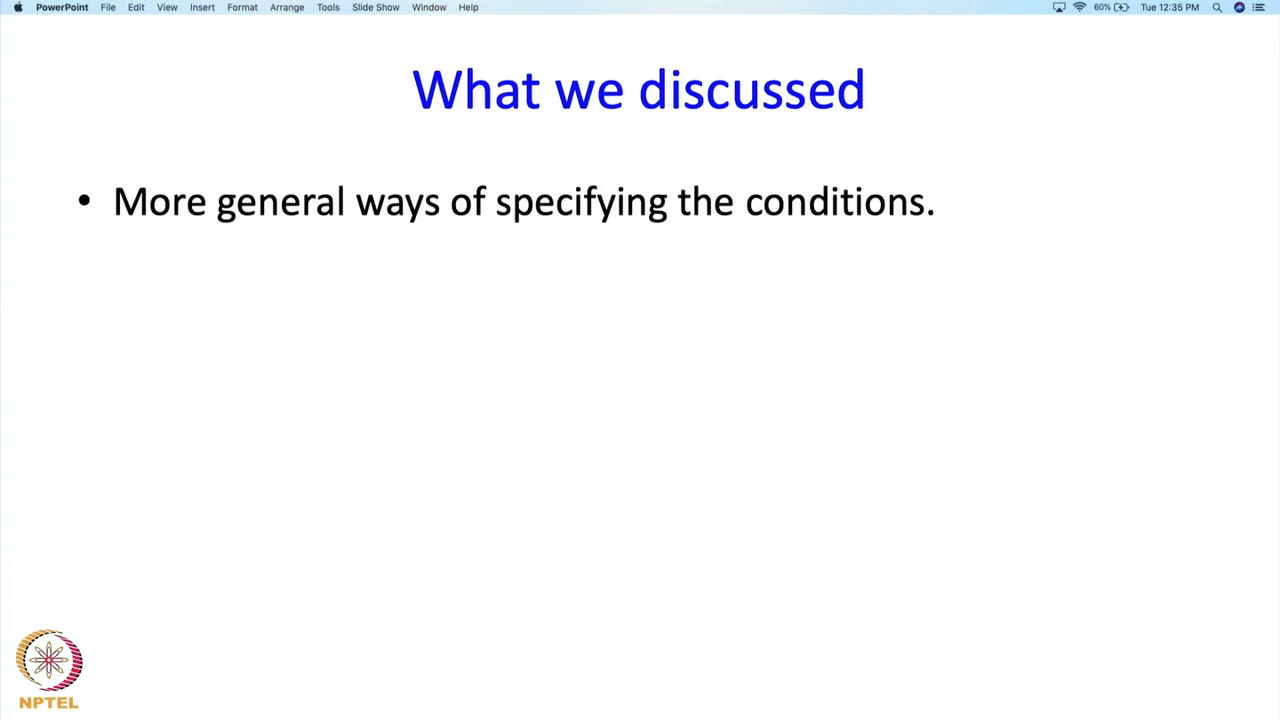 PowerPoint File Edit View Insert Format Arrange Tools Slide Show Window Help 60% Tue 12:35 PM
What we discussed
• More general ways of specifying the conditions.
NPTEL